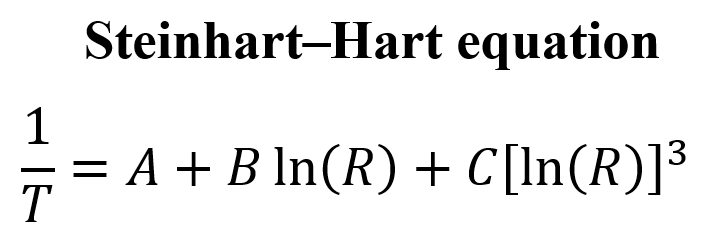 Steinhart–Hart equation
1/T = A + B ln(R) + C[ln(R)]³